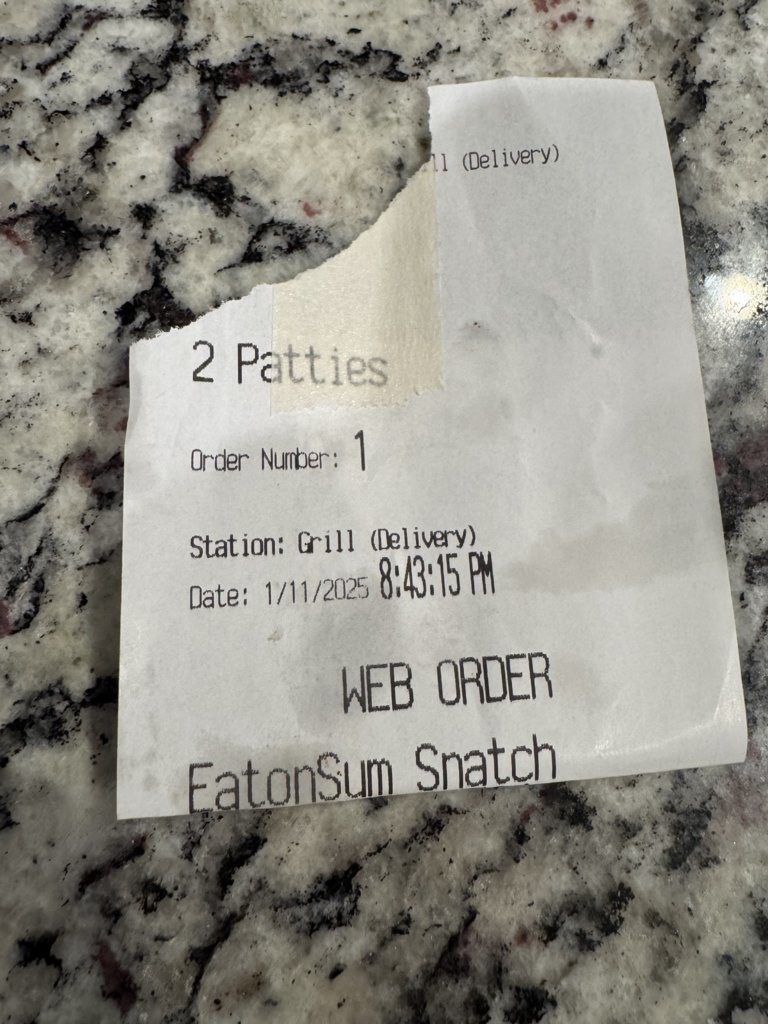 ll (Delivery)
2 Patties
Order Number: 1
Station: Grill (Delivery)
Date: 1/11/2025 8:43:15 PM
WEB ORDER
EatonSum Snatch